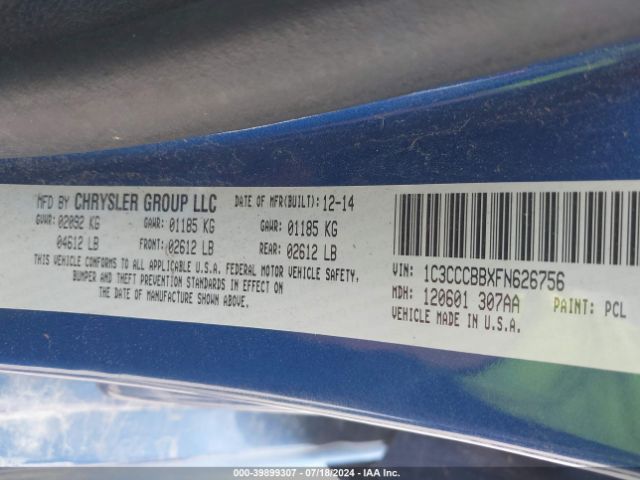 MFD BY CHRYSLER GROUP LLC DATE OF MFR(BUILT): 12-14
GVWR: 02092 KG GAWR: 01185 KG GAWR: 01185 KG
04612 LB FRONT: 02612 LB REAR: 02612 LB
THIS VEHICLE CONFORMS TO ALL APPLICABLE U.S.A. FEDERAL MOTOR VEHICLE SAFETY,
BUMPER AND THEFT PREVENTION STANDARDS IN EFFECT ON
THE DATE OF MANUFACTURE SHOWN ABOVE.
VIN: 1C3CCCBBXFN626756
MDH: 120601 307AA PAINT: PCL
VEHICLE MADE IN U.S.A.
000-39899307 - 07/18/2024 - IAA Inc.